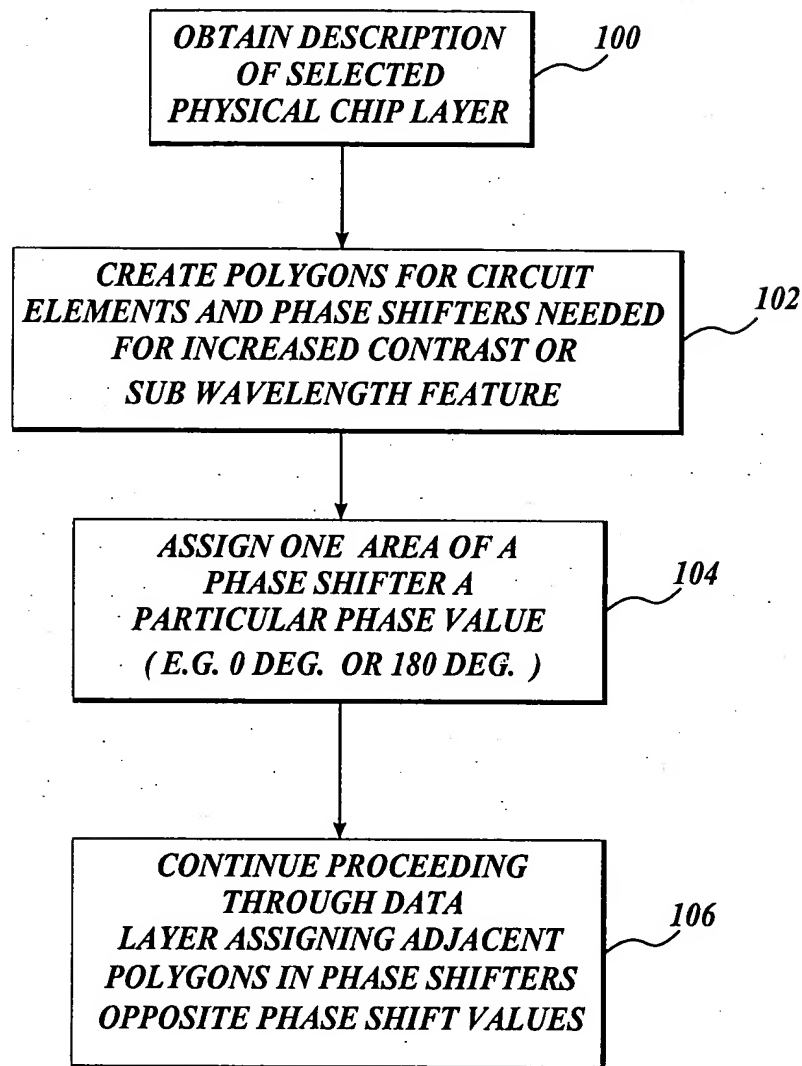 OBTAIN DESCRIPTION
OF SELECTED
PHYSICAL CHIP LAYER
100
CREATE POLYGONS FOR CIRCUIT
ELEMENTS AND PHASE SHIFTERS NEEDED
FOR INCREASED CONTRAST OR
SUB WAVELENGTH FEATURE
102
ASSIGN ONE AREA OF A
PHASE SHIFTER A
PARTICULAR PHASE VALUE
( E.G. 0 DEG. OR 180 DEG. )
104
CONTINUE PROCEEDING
THROUGH DATA
LAYER ASSIGNING ADJACENT
POLYGONS IN PHASE SHIFTERS
OPPOSITE PHASE SHIFT VALUES
106